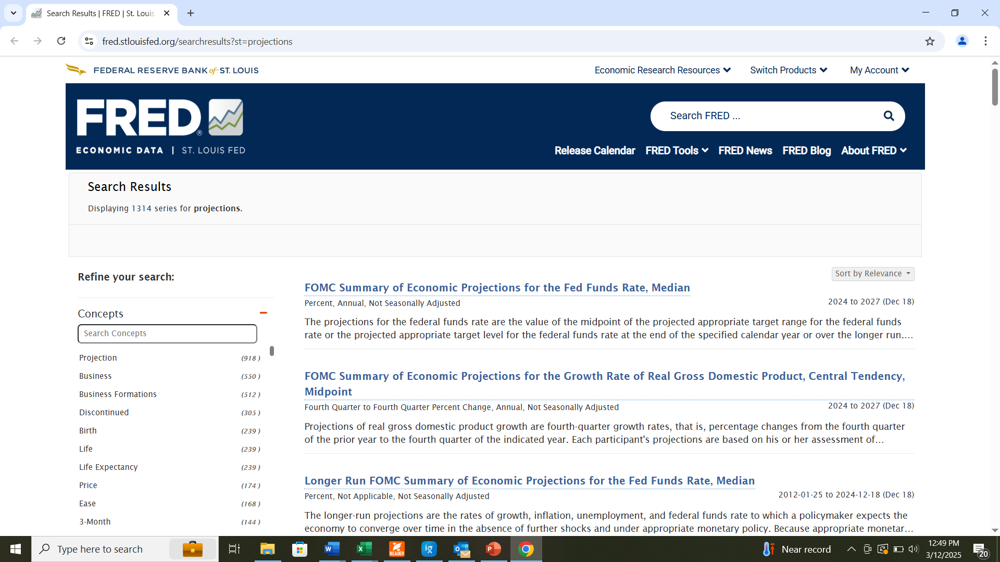 Search Results | FRED | St. Louis
fred.stlouisfed.org/searchresults?st=projections
FEDERAL RESERVE BANK of ST. LOUIS
Economic Research Resources
Switch Products
My Account
FRED®
ECONOMIC DATA | ST. LOUIS FED
Search FRED ...
Release Calendar
FRED Tools
FRED News
FRED Blog
About FRED
Search Results
Displaying 1314 series for projections.
Refine your search:
Concepts
Search Concepts
Projection (918 )
Business (550 )
Business Formations (512 )
Discontinued (305 )
Birth (239 )
Life (239 )
Life Expectancy (239 )
Price (174 )
Ease (168 )
3-Month (144 )
Sort by Relevance
FOMC Summary of Economic Projections for the Fed Funds Rate, Median
Percent, Annual, Not Seasonally Adjusted
2024 to 2027 (Dec 18)
The projections for the federal funds rate are the value of the midpoint of the projected appropriate target range for the federal funds
rate or the projected appropriate target level for the federal funds rate at the end of the specified calendar year or over the longer run....
FOMC Summary of Economic Projections for the Growth Rate of Real Gross Domestic Product, Central Tendency,
Midpoint
Fourth Quarter to Fourth Quarter Percent Change, Annual, Not Seasonally Adjusted
2024 to 2027 (Dec 18)
Projections of real gross domestic product growth are fourth-quarter growth rates, that is, percentage changes from the fourth quarter
of the prior year to the fourth quarter of the indicated year. Each participant's projections are based on his or her assessment of...
Longer Run FOMC Summary of Economic Projections for the Fed Funds Rate, Median
Percent, Not Applicable, Not Seasonally Adjusted
2012-01-25 to 2024-12-18 (Dec 18)
The longer-run projections are the rates of growth, inflation, unemployment, and federal funds rate to which a policymaker expects the
economy to converge over time in the absence of further shocks and under appropriate monetary policy. Because appropriate monetar...
Type here to search
W
X
READER
ig
O
P
Near record
12:49 PM
3/12/2025
20